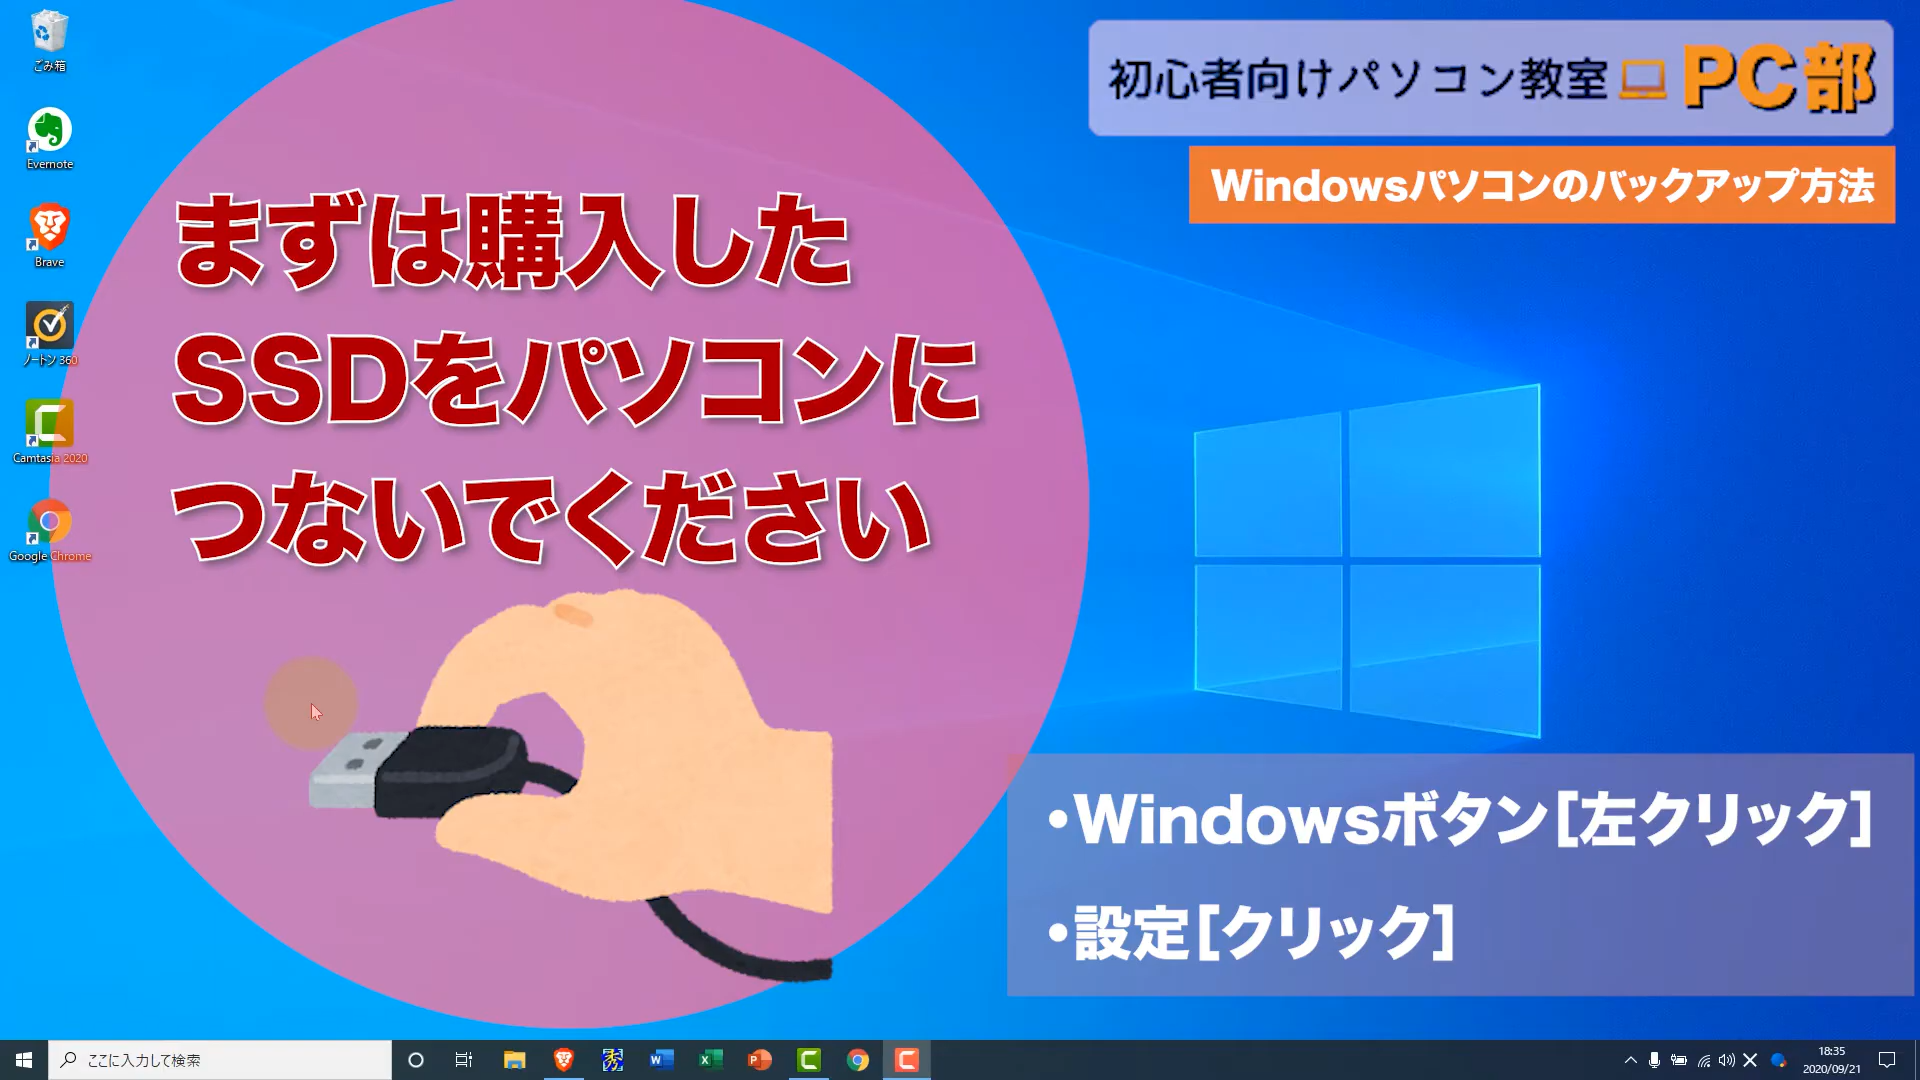 初心者向けパソコン教室 PC部
Windowsパソコンのバックアップ方法
まずは購入した
SSDをパソコンに
つないでください
ごみ箱
Evernote
Brave
ノートン 360
Camtasia 2020
Google Chrome
•Windowsボタン[左クリック]
•設定[クリック]
ここに入力して検索
秀
W
X
P
18:35
2020/09/21